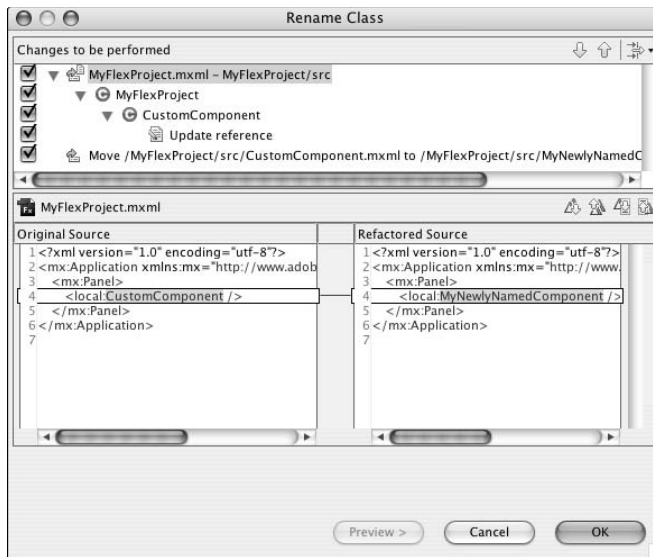 Rename Class
Changes to be performed
MyFlexProject.mxml – MyFlexProject/src
MyFlexProject
CustomComponent
Update reference
Move /MyFlexProject/src/CustomComponent.mxml to /MyFlexProject/src/MyNewlyNamedC
MyFlexProject.mxml
Original Source
1 <?xml version="1.0" encoding="utf-8"?>
2 <mx:Application xmlns:mx="http://www.adob
3 <mx:Panel>
4 <local:CustomComponent />
5 </mx:Panel>
6 </mx:Application>
7
Refactored Source
1 <?xml version="1.0" encoding="utf-8"?>
2 <mx:Application xmlns:mx="http://www.
3 <mx:Panel>
4 <local:MyNewlyNamedComponent />
5 </mx:Panel>
6 </mx:Application>
7
Preview >
Cancel
OK